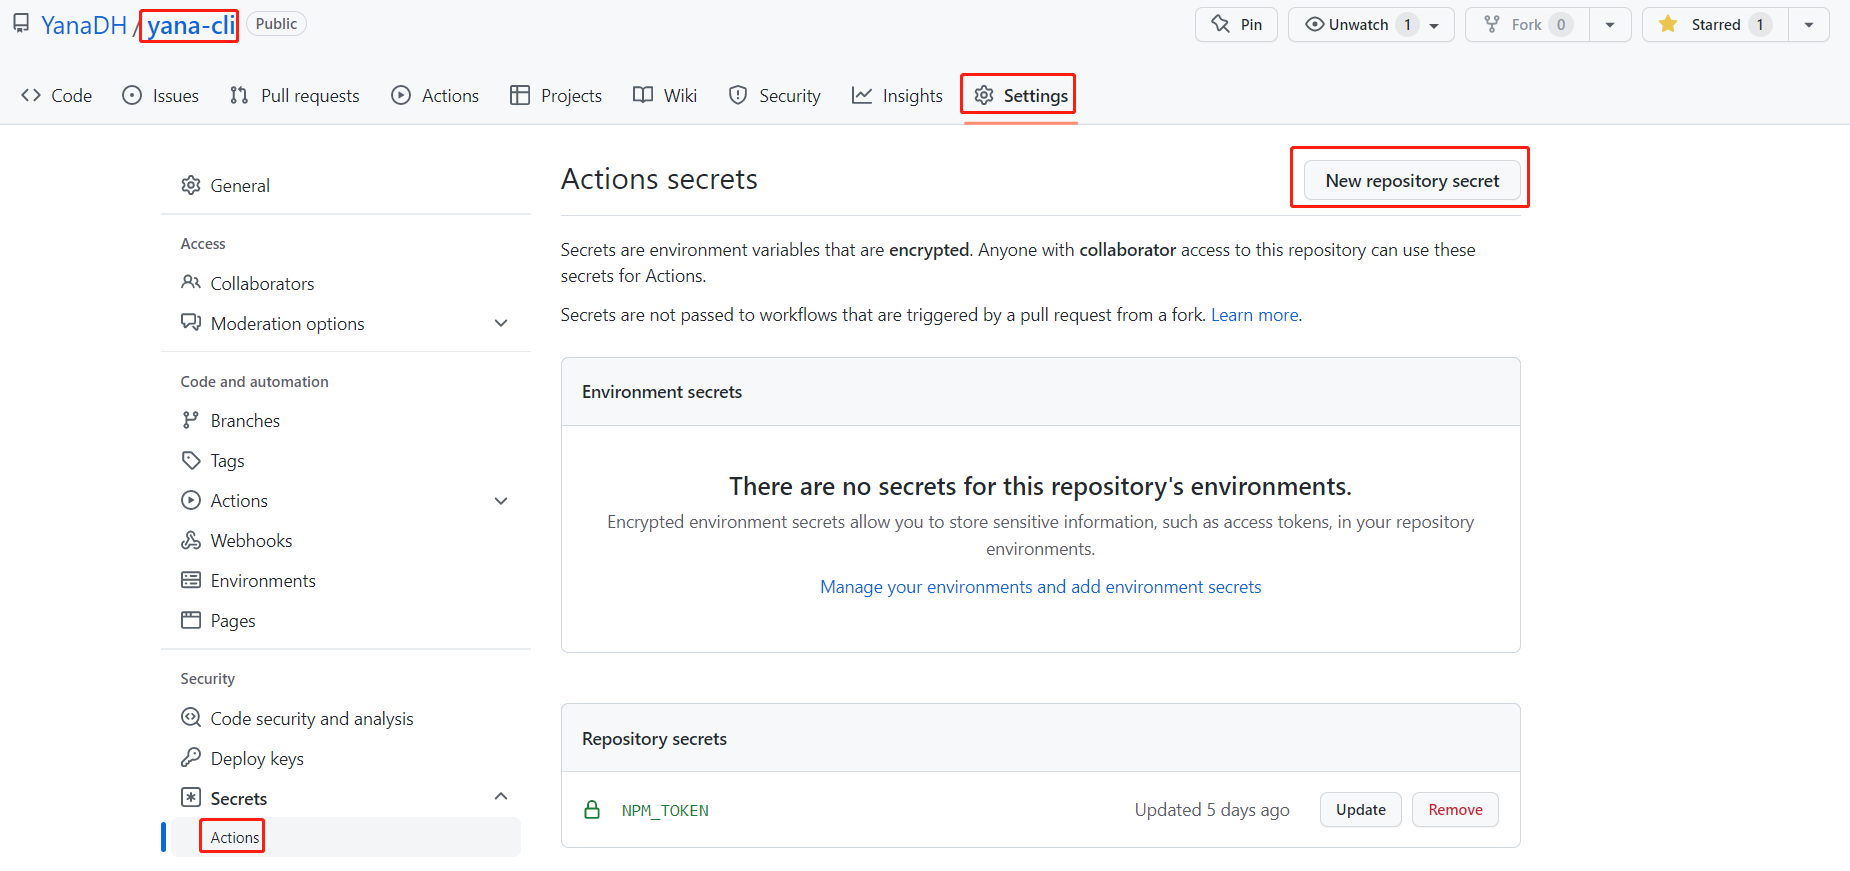 YanaDH / yana-cli Public
Pin Unwatch 1 Fork 0 Starred 1
Code Issues Pull requests Actions Projects Wiki Security Insights Settings
General
Access
Collaborators
Moderation options
Code and automation
Branches
Tags
Actions
Webhooks
Environments
Pages
Security
Code security and analysis
Deploy keys
Secrets
Actions
Actions secrets
New repository secret
Secrets are environment variables that are encrypted. Anyone with collaborator access to this repository can use these
secrets for Actions.
Secrets are not passed to workflows that are triggered by a pull request from a fork. Learn more.
Environment secrets
There are no secrets for this repository's environments.
Encrypted environment secrets allow you to store sensitive information, such as access tokens, in your repository
environments.
Manage your environments and add environment secrets
Repository secrets
NPM_TOKEN Updated 5 days ago Update Remove